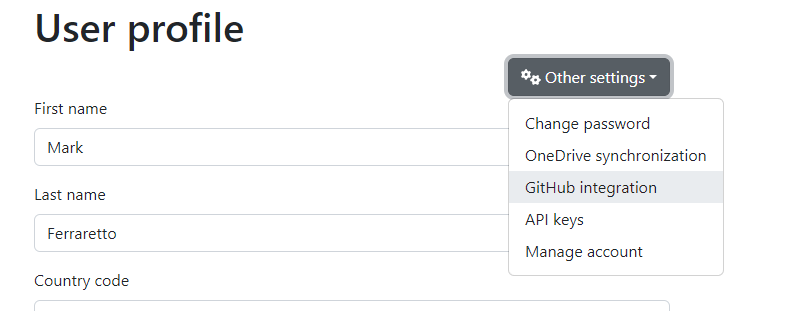 User profile
Other settings
First name
Change password
Mark
OneDrive synchronization
GitHub integration
Last name
API keys
Ferraretto
Manage account
Country code